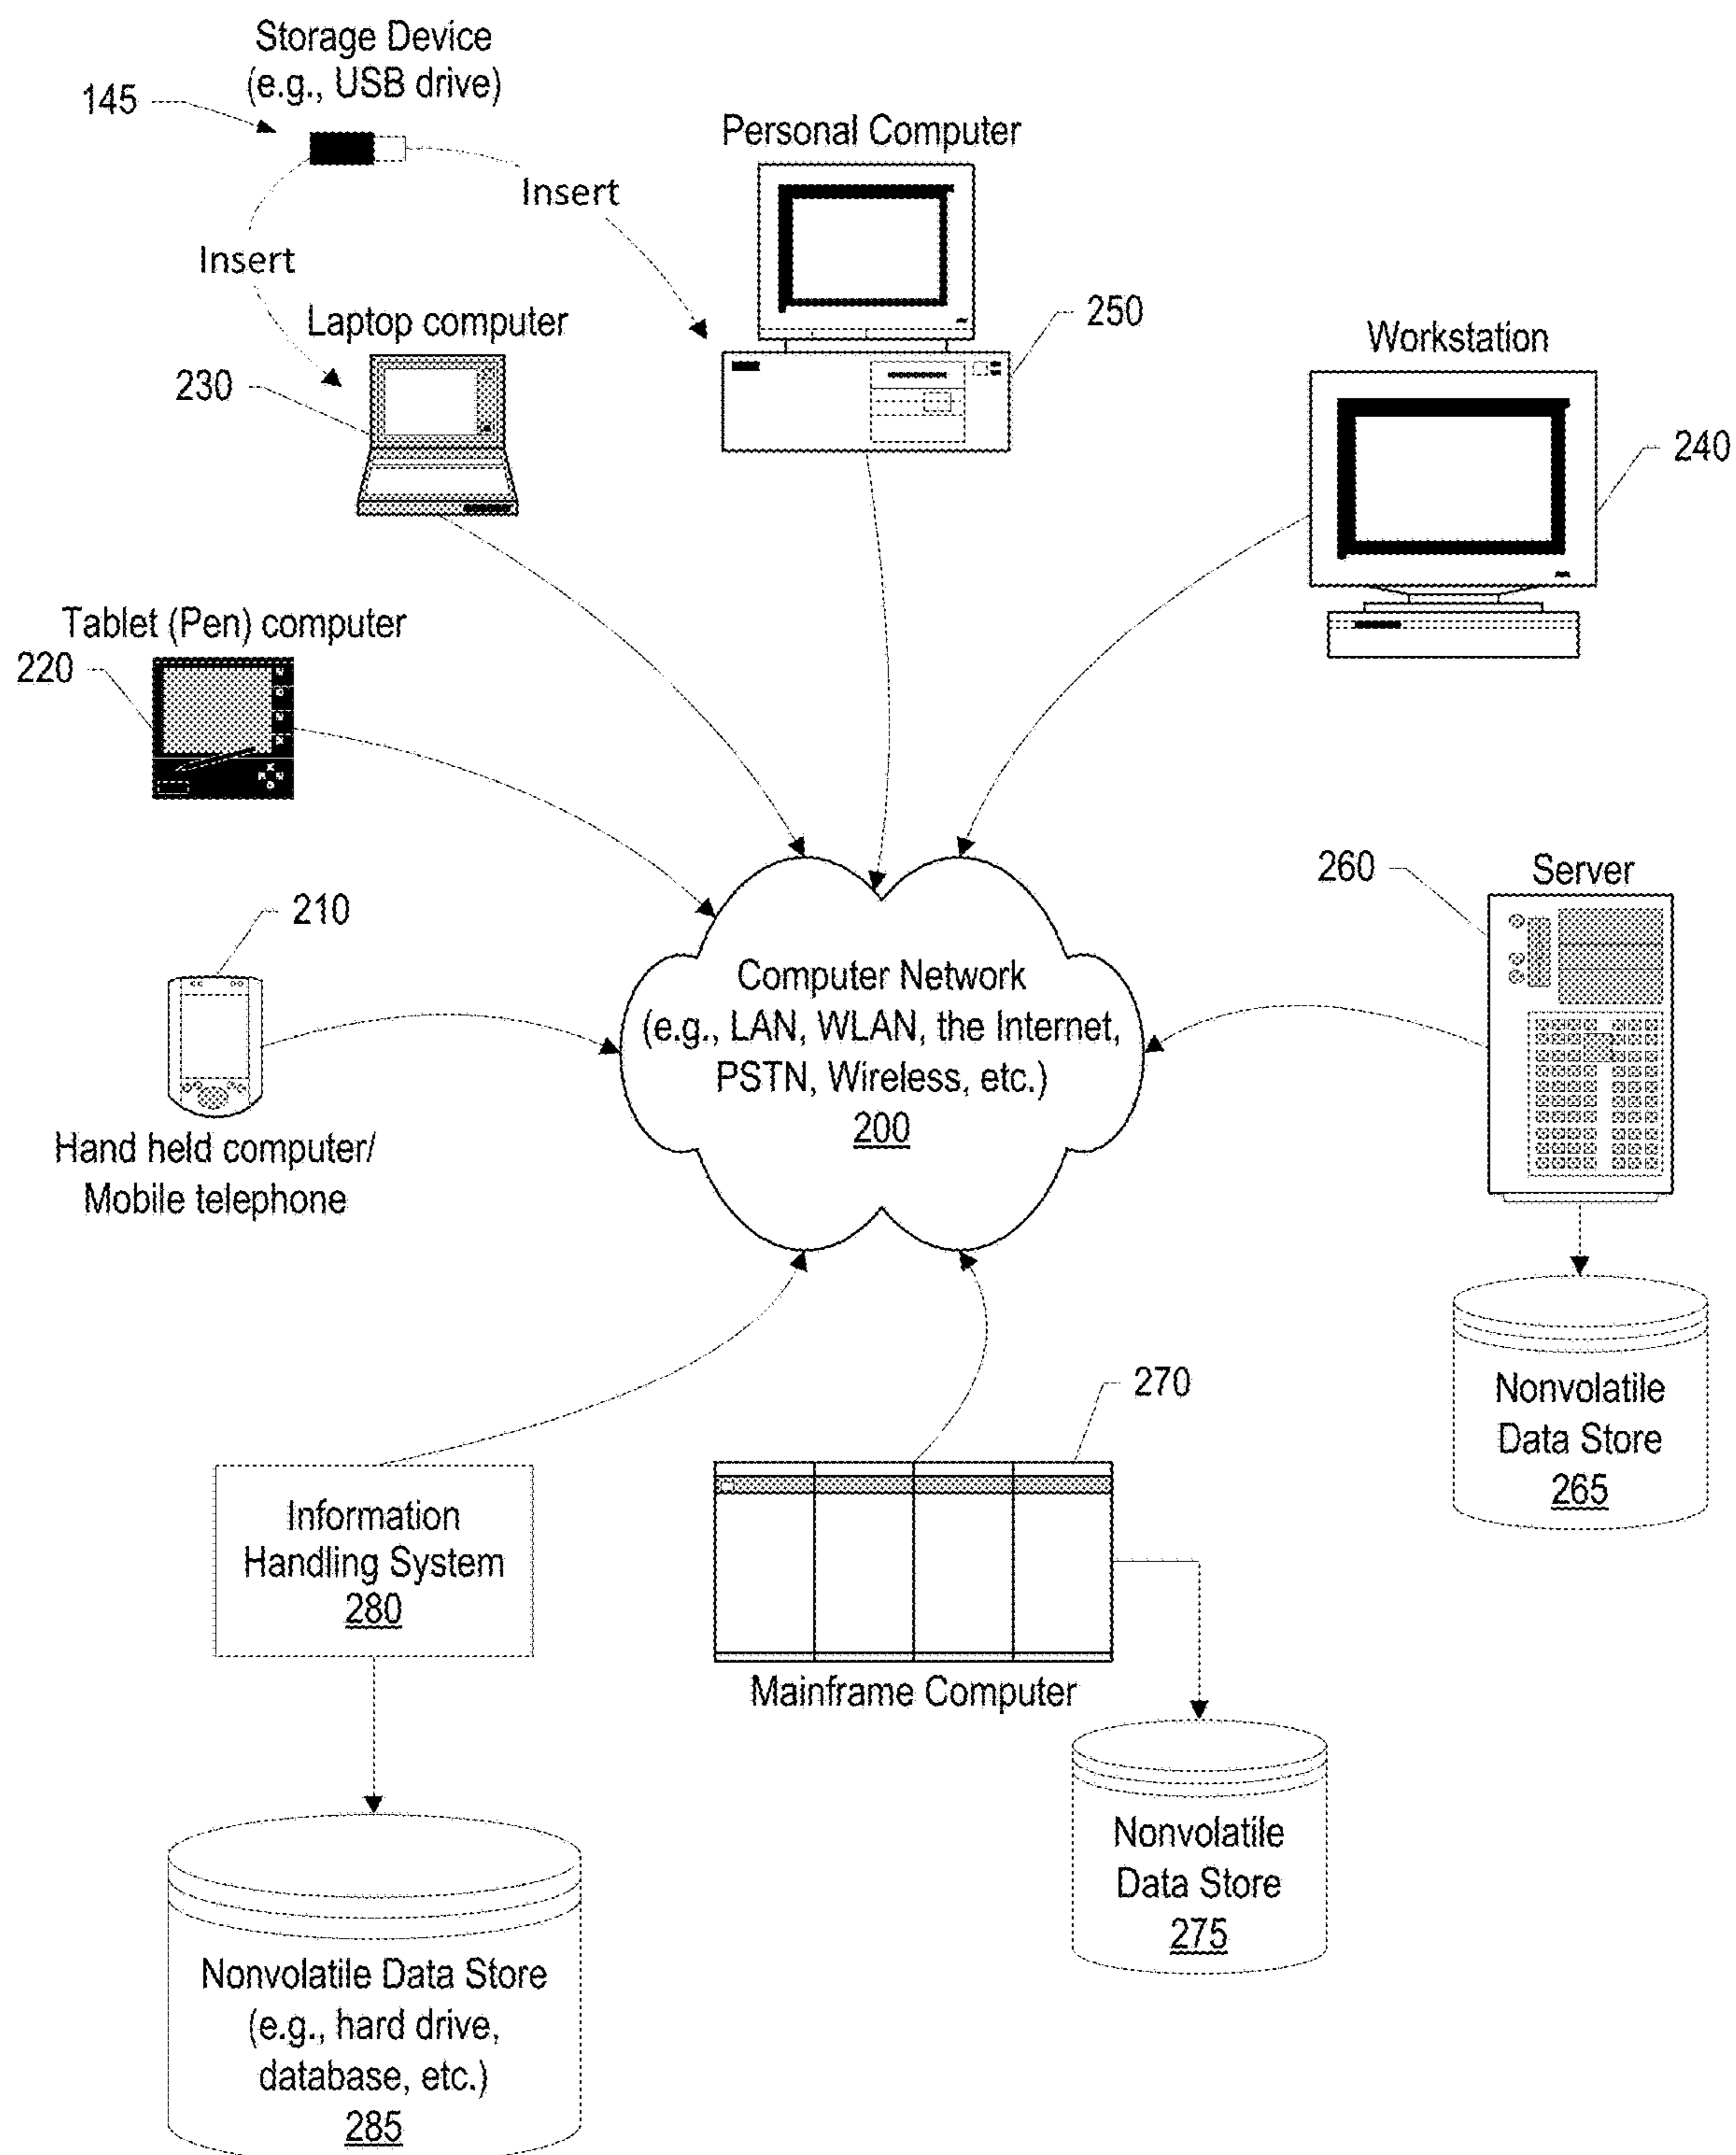 Storage Device
(e.g., USB drive)
145
Personal Computer
Insert
Insert
Laptop computer
250
Workstation
230
240
Tablet (Pen) computer
220
260
Server
210
Computer Network
(e.g., LAN, WLAN, the Internet,
PSTN, Wireless, etc.)
200
Hand held computer/
Mobile telephone
270
Nonvolatile
Data Store
265
Information
Handling System
280
Mainframe Computer
Nonvolatile
Data Store
275
Nonvolatile Data Store
(e.g., hard drive,
database, etc.)
285